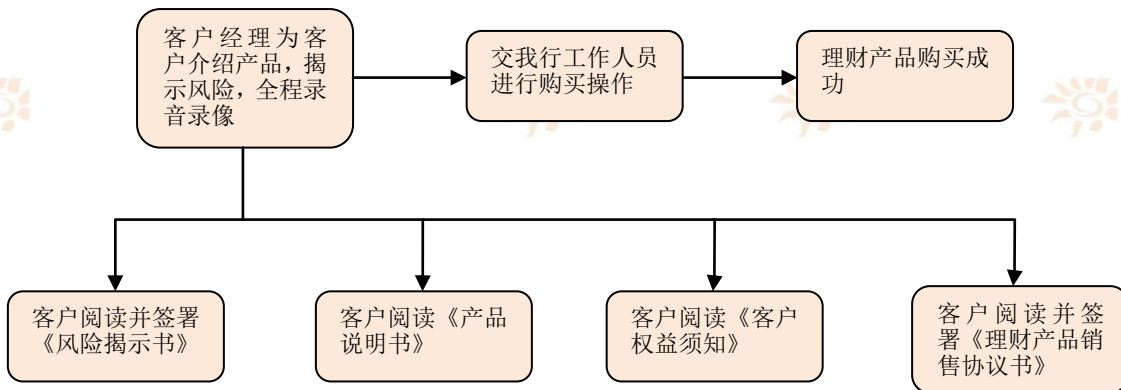 客户经理为客
户介绍产品，揭
示风险，全程录
音录像
交我行工作人员
进行购买操作
理财产品购买成
功
客户阅读并签署
《风险揭示书》
客户阅读《产品
说明书》
客户阅读《客户
权益须知》
客户阅读并签
署《理财产品销
售协议书》